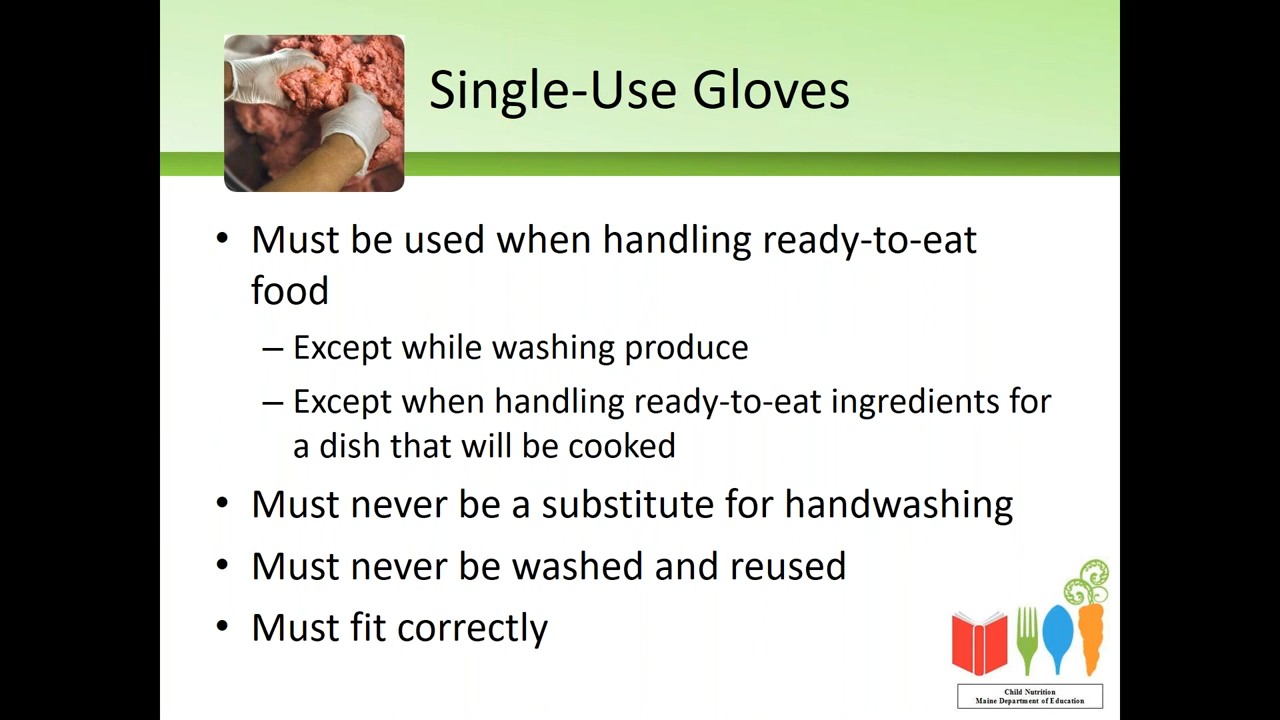 Single-Use Gloves
• Must be used when handling ready-to-eat
food
– Except while washing produce
– Except when handling ready-to-eat ingredients for
a dish that will be cooked
• Must never be a substitute for handwashing
• Must never be washed and reused
• Must fit correctly
Child Nutrition
Maine Department of Education